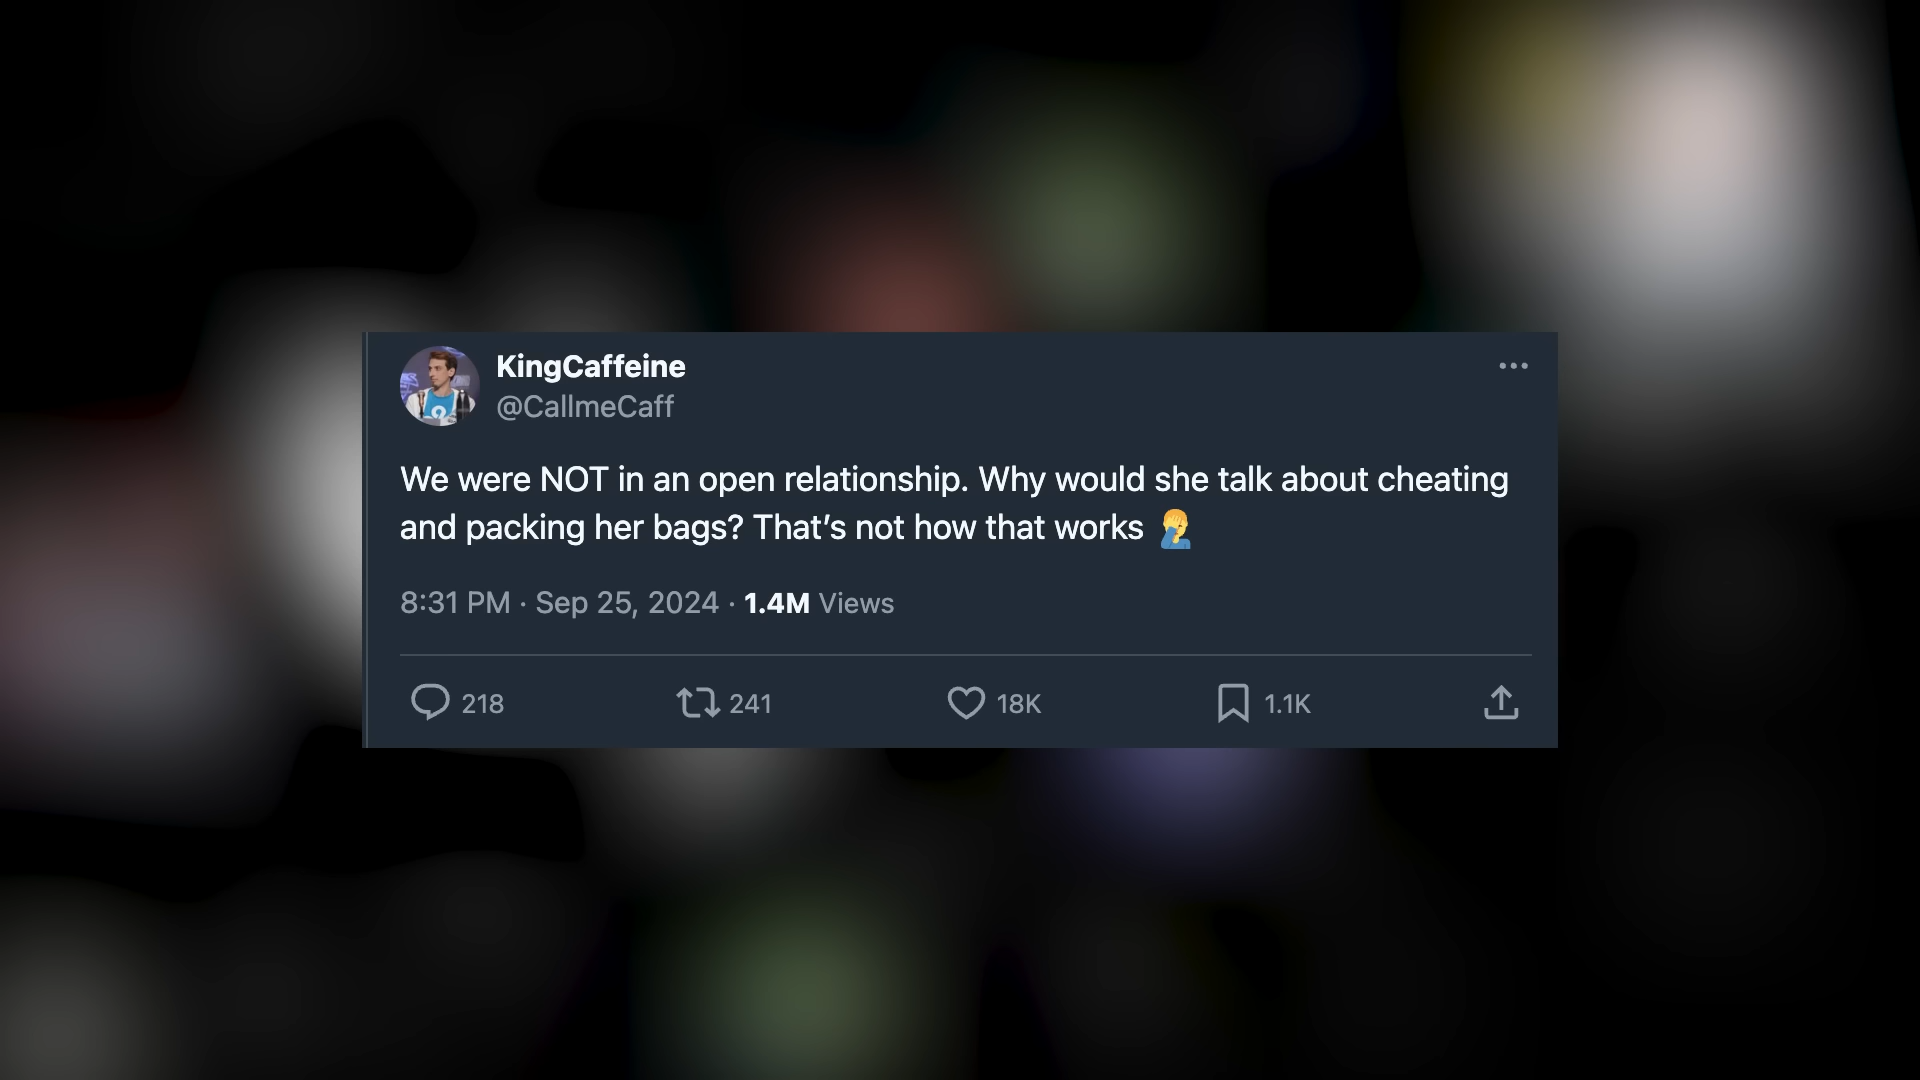 KingCaffeine
@CallmeCaff
We were NOT in an open relationship. Why would she talk about cheating
and packing her bags? That’s not how that works 🤦‍♂️
8:31 PM · Sep 25, 2024 · 1.4M Views
218 241 18K 1.1K